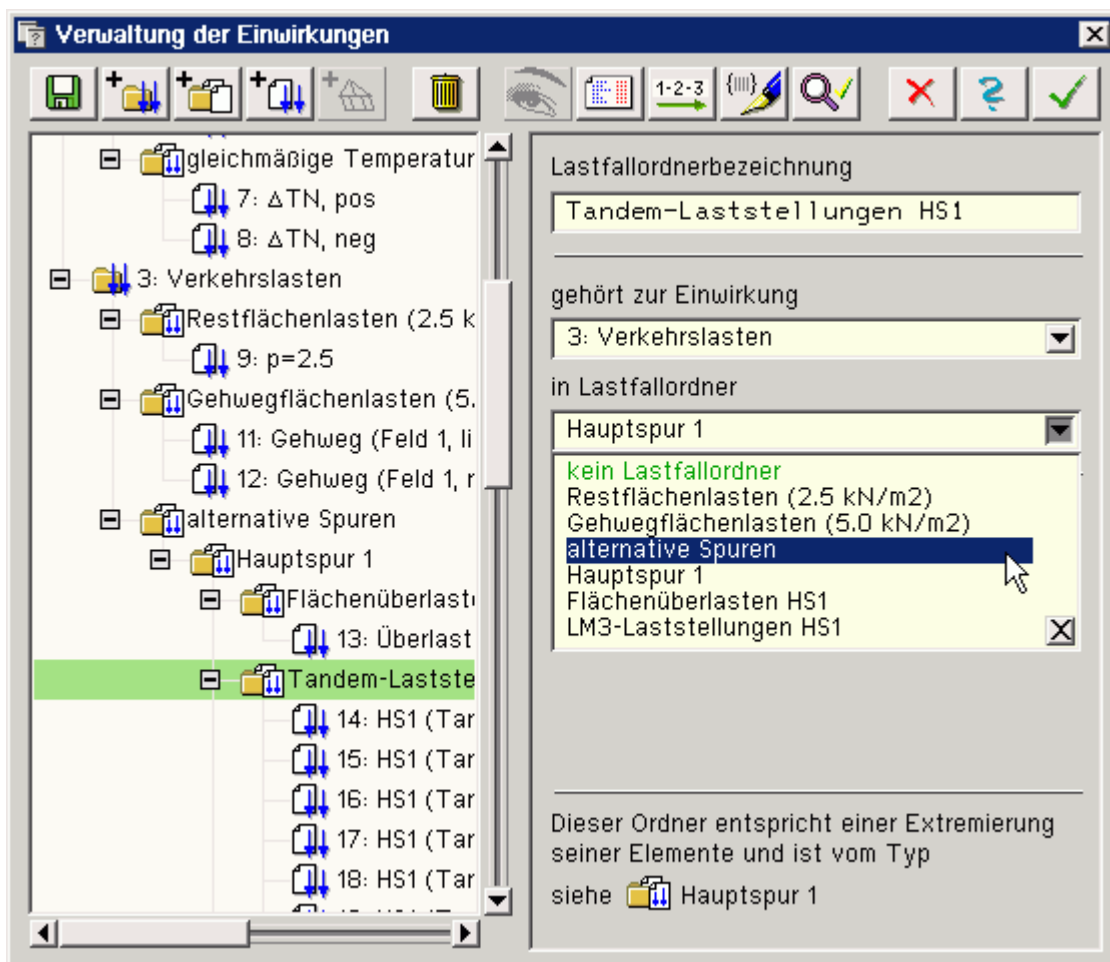 Verwaltung der Einwirkungen
1-2-3
gleichmäßige Temperatur
7: ΔTN, pos
8: ΔTN, neg
3: Verkehrslasten
Restflächenlasten (2.5 k
9: p=2.5
Gehwegflächenlasten (5.
11: Gehweg (Feld 1, li
12: Gehweg (Feld 1, r
alternative Spuren
Hauptspur 1
Flächenüberlast
13: Überlast
Tandem-Lastste
14: HS1 (Tar
15: HS1 (Tar
16: HS1 (Tar
17: HS1 (Tar
18: HS1 (Tar
Lastfallordnerbezeichnung
Tandem-Laststellungen HS1
gehört zur Einwirkung
3: Verkehrslasten
in Lastfallordner
Hauptspur 1
kein Lastfallordner
Restflächenlasten (2.5 kN/m2)
Gehwegflächenlasten (5.0 kN/m2)
alternative Spuren
Hauptspur 1
Flächenüberlasten HS1
LM3-Laststellungen HS1
Dieser Ordner entspricht einer Extremierung
seiner Elemente und ist vom Typ
siehe Hauptspur 1